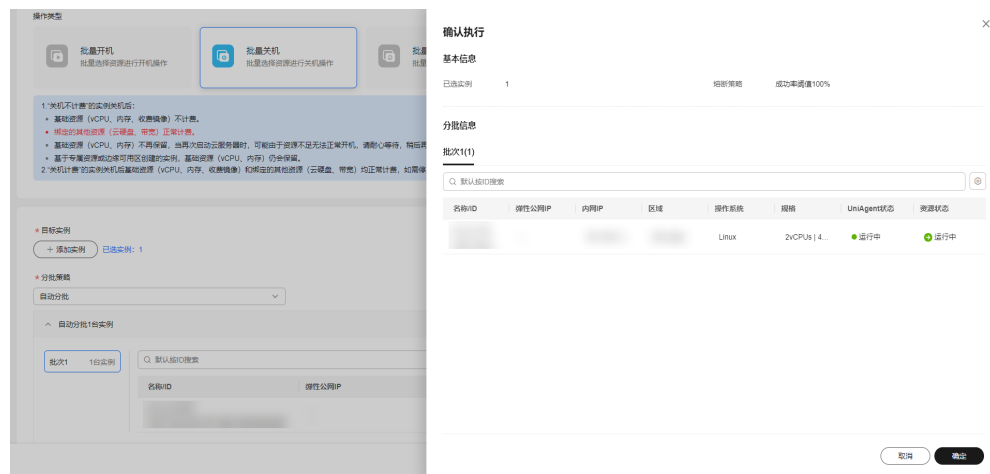 操作类型
批量开机
批量选择资源进行开机操作
批量关机
批量选择资源进行关机操作
1.“关机不计费”的实例关机后：
• 基础资源（vCPU、内存、收费镜像）不计费。
• 绑定的其他资源（云硬盘、带宽）正常计费。
• 基础资源（vCPU、内存）不再保留，当再次启动云服务器时，可能由于资源不足无法正常开机，请耐心等待，稍后再
• 基于专属资源或边缘可用区创建的实例，基础资源（vCPU、内存）仍会保留。
2.“关机计费”的实例关机后基础资源（vCPU、内存、收费镜像）和绑定的其他资源（云硬盘、带宽）均正常计费，如需停
* 目标实例
+ 添加实例 已选实例：1
* 分批策略
自动分批
自动分批1台实例
批次1 1台实例
默认按ID搜索
名称/ID 弹性公网IP
确认执行
基本信息
已选实例 1 熔断策略 成功率阈值100%
分批信息
批次1(1)
默认按ID搜索
名称/ID 弹性公网IP 内网IP 区域 操作系统 规格 UniAgent状态 资源状态
Linux 2vCPUs | 4... 运行中 运行中
取消 确定